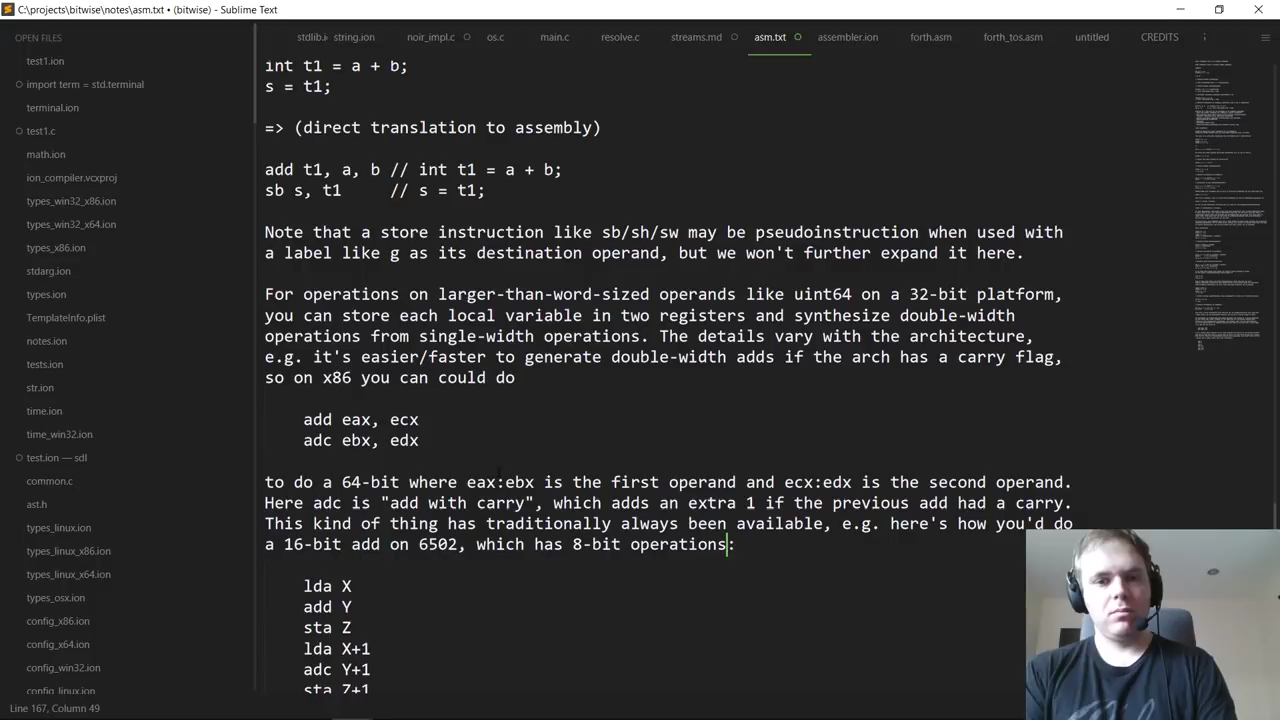 C:\projects\bitwise\notes\asm.txt • (bitwise) - Sublime Text
OPEN FILES
test1.ion
import term = std.terminal
terminal.ion
test1.c
math.ion
ion_compiler.vcxproj
types_win32_x86.ion
types_win32_x64.ion
types_x86.ion
stdarg.ion
types.ion
TemplateInfo.plist
notes.ion
tests.ion
str.ion
time.ion
time_win32.ion
test.ion — sdl
common.c
ast.h
types_linux.ion
types_linux_x86.ion
types_linux_x64.ion
types_osx.ion
config_x86.ion
config_x64.ion
config_win32.ion
config_linux.ion
stdlib.i
string.ion
noir_impl.c
os.c
main.c
resolve.c
streams.md
asm.txt
assembler.ion
forth.asm
forth_tos.asm
untitled
CREDITS
int t1 = a + b;
s = t1;
=> (direct translation to assembly)
add t1, a, b // int t1 = a + b;
sb s, t1     // s = t1;
Note that a store instruction like sb/sh/sw may be pseudoinstruction when used with
a label like g as its destination operand, but we won't further expand it here.
For operations on larger-than-word-sized operands like int64 on a 32-bit platform,
you can store each local variable in two registers and synthesize double-width
operations from single-width operations. The details vary with the architecture,
e.g. it's easier/faster to generate double-width adds if the arch has a carry flag,
so on x86 you can could do
add eax, ecx
adc ebx, edx
to do a 64-bit where eax:ebx is the first operand and ecx:edx is the second operand.
Here adc is "add with carry", which adds an extra 1 if the previous add had a carry.
This kind of thing has traditionally always been available, e.g. here's how you'd do
a 16-bit add on 6502, which has 8-bit operations:
lda X
add Y
sta Z
lda X+1
adc Y+1
sta Z+1
Line 167, Column 49